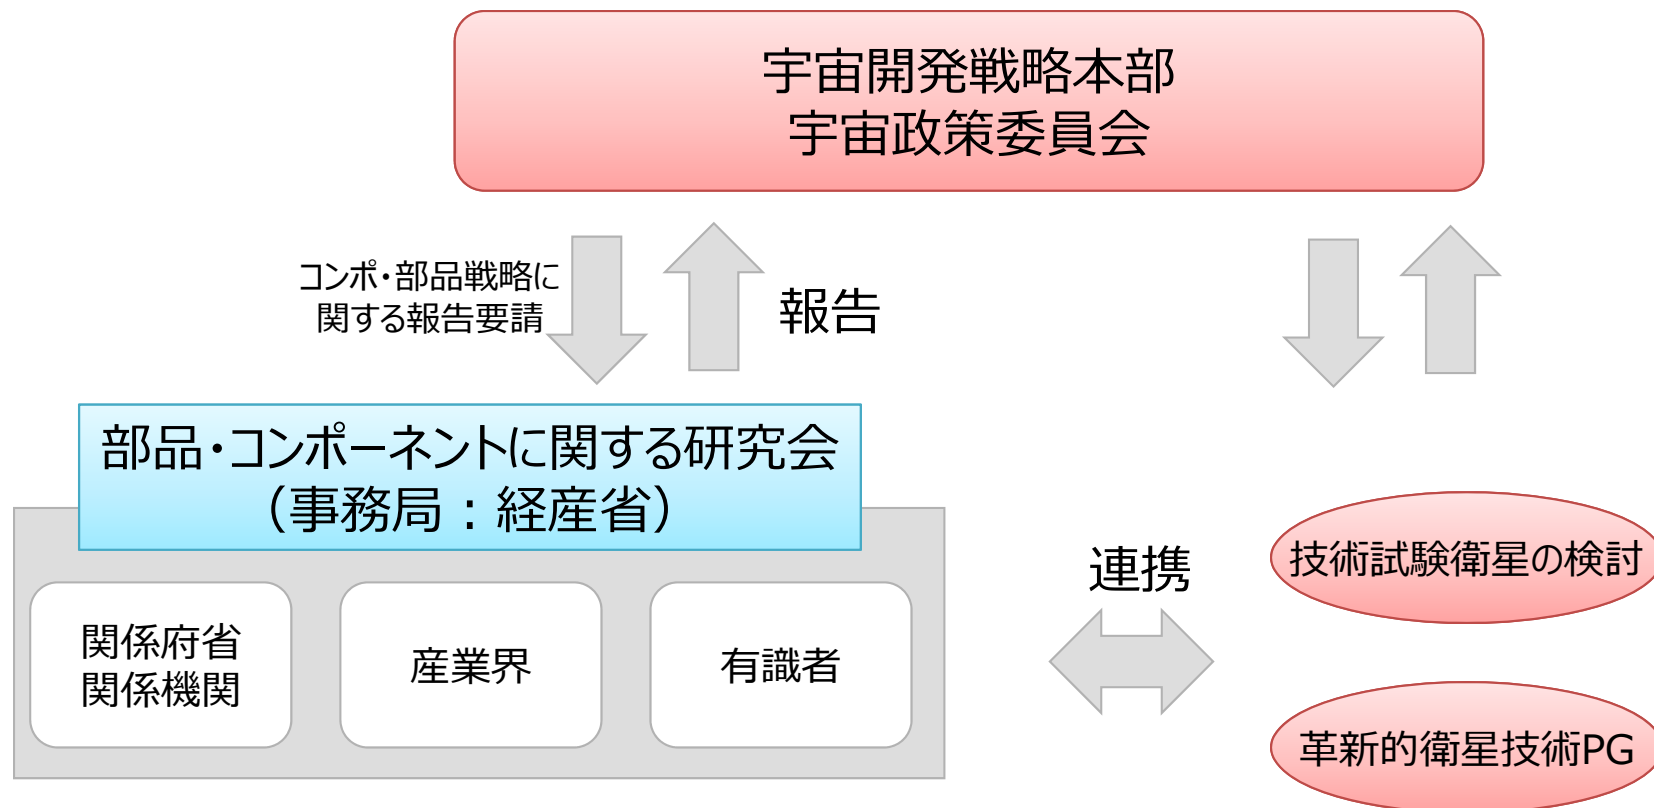 宇宙開発戦略本部
宇宙政策委員会
コンポ・部品戦略に
関する報告要請
報告
部品・コンポーネントに関する研究会
（事務局：経産省）
関係府省
関係機関
産業界
有識者
連携
技術試験衛星の検討
革新的衛星技術PG